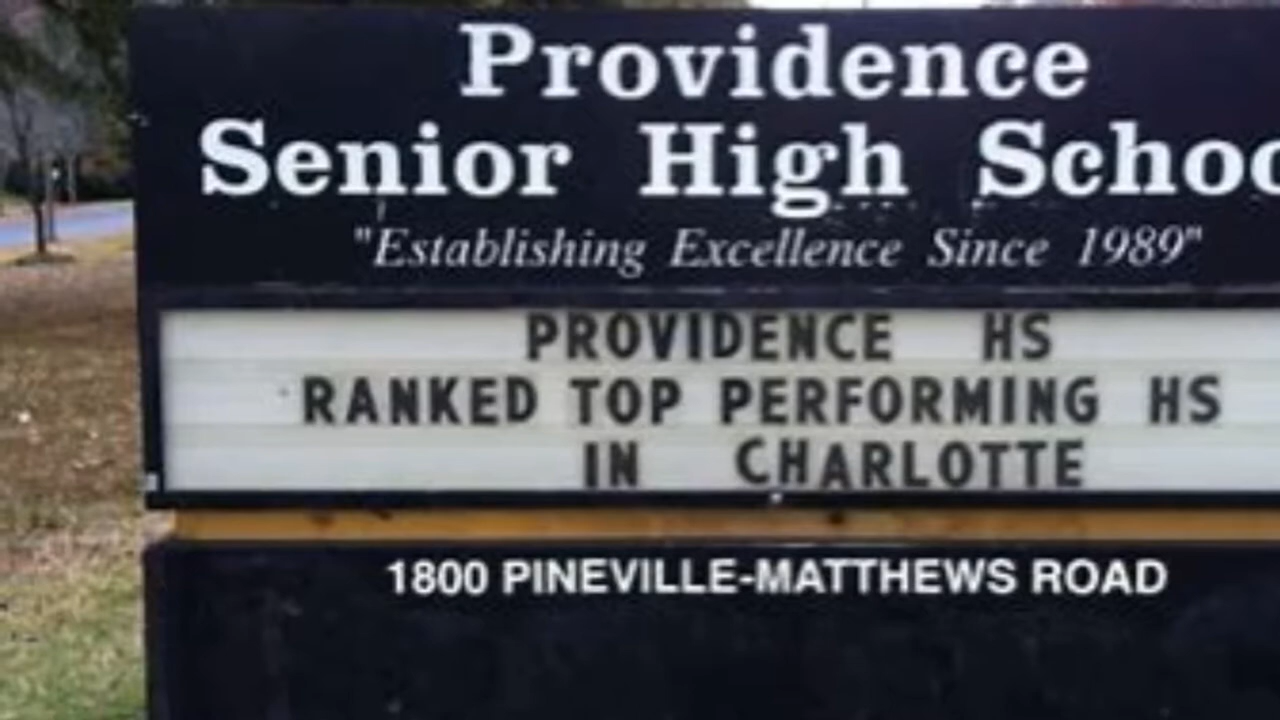 Providence
Senior High Schoo
"Establishing Excellence Since 1989"
PROVIDENCE HS
RANKED TOP PERFORMING HS
IN CHARLOTTE
1800 PINEVILLE-MATTHEWS ROAD